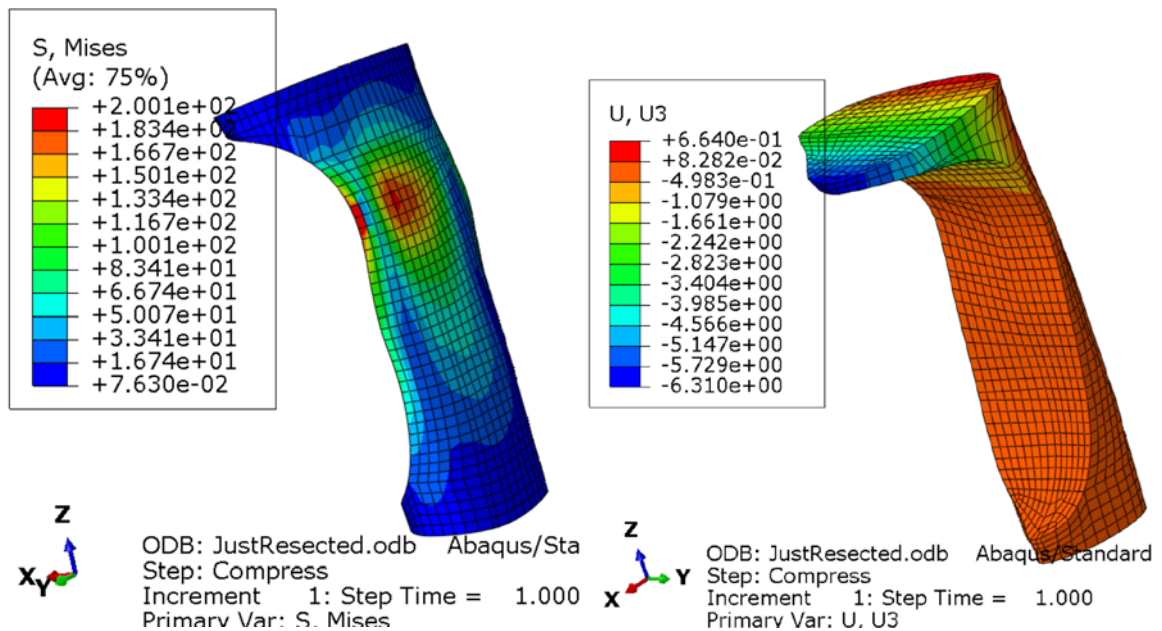 S, Mises
(Avg: 75%)
+2.001e+02
+1.834e+02
+1.667e+02
+1.501e+02
+1.334e+02
+1.167e+02
+1.001e+02
+8.341e+01
+6.674e+01
+5.007e+01
+3.341e+01
+1.674e+01
+7.630e-02
Z
X
Y
ODB: JustResected.odb Abaqus/Sta
Step: Compress
Increment 1: Step Time = 1.000
Primary Var: S, Mises
U, U3
+6.640e-01
+8.282e-02
-4.983e-01
-1.079e+00
-1.661e+00
-2.242e+00
-2.823e+00
-3.404e+00
-3.985e+00
-4.566e+00
-5.147e+00
-5.729e+00
-6.310e+00
Z
Y
X
ODB: JustResected.odb Abaqus/Standard
Step: Compress
Increment 1: Step Time = 1.000
Primary Var: U, U3